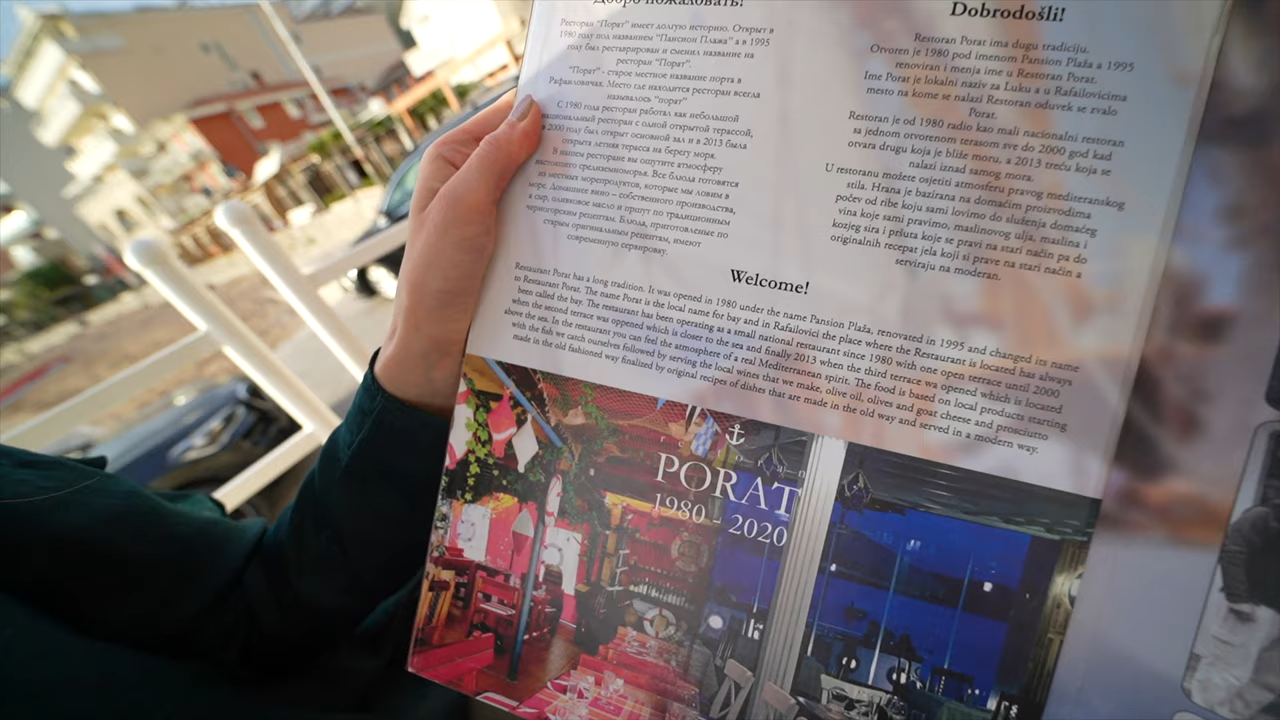 Добро пожаловать!
Ресторан "Порат" имеет долгую историю. Открыт в
1980 году под названием "Пансион Плажа" а в 1995
году был реставрирован и сменил название на
ресторан "Порат".
"Порат" - старое местное название порта в
Рафаиловичах. Место где находится ресторан всегда
называлось "порат"
С 1980 года ресторан работал как небольшой
национальный ресторан с одной открытой террасой,
в 2000 году был открыт основной зал и в 2013 была
открыта летняя терасса на берегу моря.
В нашем ресторане вы ощутите атмосферу
настоящего средиземноморья. Все блюда готовятся
из местных морепродуктов, которые мы ловим в
море. Домашнее вино – собственного производства,
а сыр, оливковое масло и пршут по традиционным
черногорским рецептам. Блюда, приготовленые по
старым оригинальным рецептам, имеют
современную сервировку.
Dobrodošli!
Restoran Porat ima dugu tradiciju.
Otvoren je 1980 pod imenom Pansion Plaža a 1995
renoviran i menja ime u Restoran Porat.
Ime Porat je lokalni naziv za Luku a u Rafailovicima
mesto na kome se nalazi Restoran oduvek se zvalo
Porat.
Restoran je od 1980 radio kao mali nacionalni restoran
sa jednom otvorenom terasom sve do 2000 god kad
otvara drugu koja je bliže moru, a 2013 treću koja se
nalazi iznad samog mora.
U restoranu možete osjetiti atmosferu pravog mediteranskog
stila. Hrana je bazirana na domaćim proizvodima
počev od ribe koju sami lovimo do služenja domaćeg
vina koje sami pravimo, maslinovog ulja, maslina i
kozjeg sira i pršuta koje se pravi na stari način pa do
originalnih recepat jela koji si prave na stari način a
serviraju na moderan.
Welcome!
Restaurant Porat has a long tradition. It was opened in 1980 under the name Pansion Plaža, renovated in 1995 and changed its name
to Restaurant Porat. The name Porat is the local name for bay and in Rafailovici the place where the Restaurant is located has always
been called the bay. The restaurant has been operating as a small national restaurant since 1980 with one open terrace until 2000
when the second terrace was oppened which is closer to the sea and finally 2013 when the third terrace wa opened which is located
above the sea. In the restaurant you can feel the atmosphere of a real Mediterranean spirit. The food is based on local products starting
with the fish we catch ourselves followed by serving the local wines that we make, olive oil, olives and goat cheese and prosciutto
made in the old fashioned way finalized by original recipes of dishes that are made in the old way and served in a modern way.
PORAT
1980 - 2020